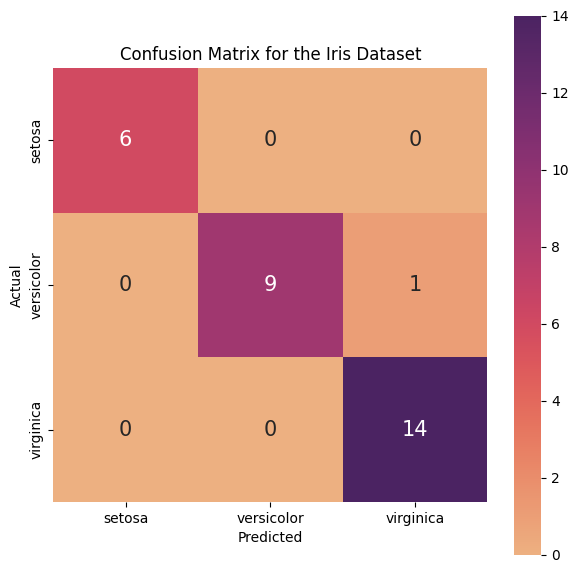 Confusion Matrix for the Iris Dataset
Actual
setosa
versicolor
virginica
6 0 0
0 9 1
0 0 14
setosa versicolor virginica
Predicted
14
12
10
8
6
4
2
0